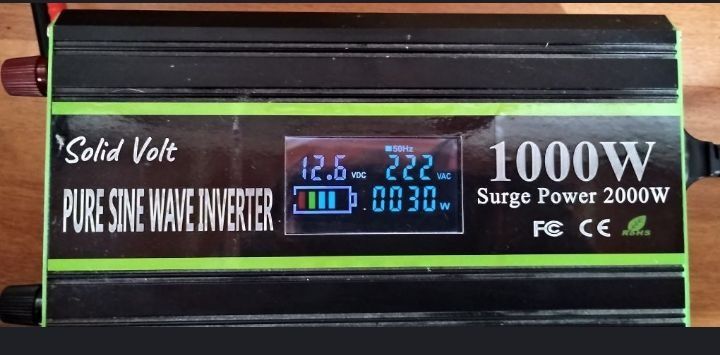 Solid Volt
PURE SINE WAVE INVERTER
50Hz
12.6 VDC 222 VAC
.0030 W
1000W
Surge Power 2000W
FC CE RoHS